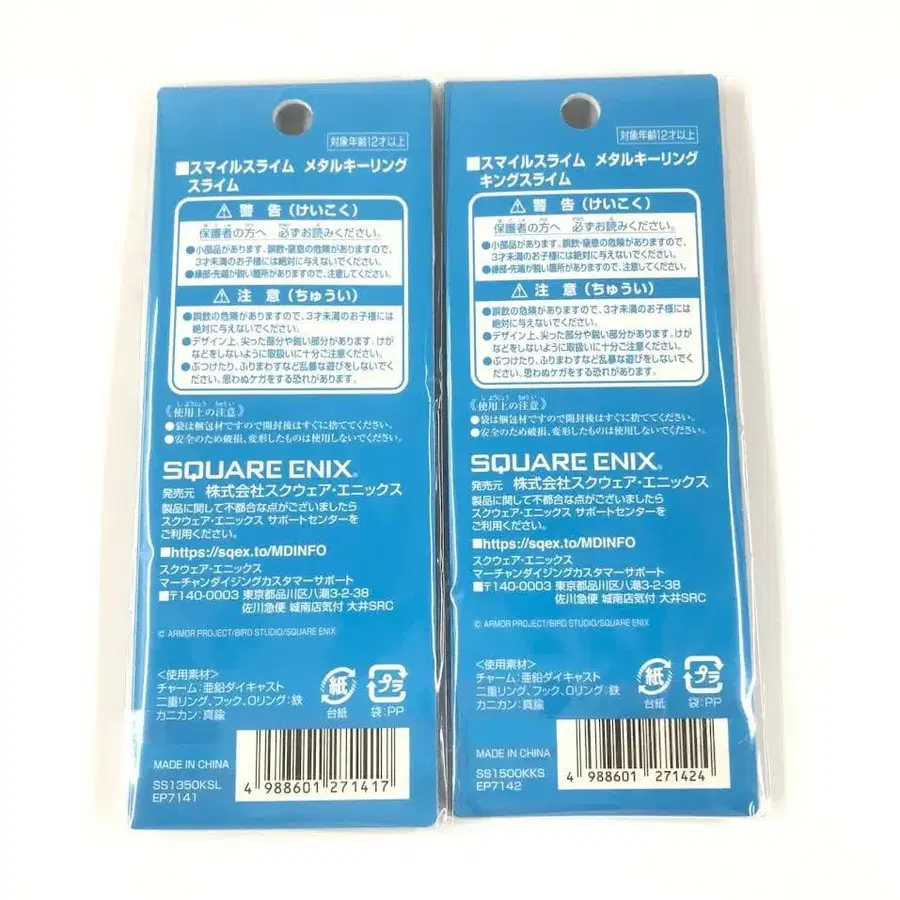 対象年齢12才以上
■スマイルスライム メタルキーリング
スライム
⚠ 警 告 (けいこく)
保護者の方へ 必ずお読みください。
●小部品があります。誤飲・窒息の危険がありますので、
3才未満のお子様には絶対に与えないでください。
●縁部・先端が鋭い箇所がありますので、注意してください。
⚠ 注 意 (ちゅうい)
●誤飲の危険がありますので、3才未満のお子様には
絶対に与えないでください。
●デザイン上、尖った部分や鋭い部分があります。けが
などをしないように取扱いに十分ご注意ください。
●ぶつけたり、ふりまわすなど乱暴な遊びをしないでく
ださい。思わぬケガをする恐れがあります。
しようじょう ちゅうい
《使用上の注意》
●袋は梱包材ですので開封後はすぐに捨ててください。
●安全のため破損、変形したものは使用しないでください。
SQUARE ENIX®
発売元 株式会社スクウェア・エニックス
製品に関して不都合な点がございましたら
スクウェア・エニックス サポートセンターを
ご利用ください。
■https://sqex.to/MDINFO
スクウェア・エニックス
マーチャンダイジングカスタマーサポート
■〒140-0003 東京都品川区八潮3-2-38
佐川急便 城南店気付 大井SRC
© ARMOR PROJECT/BIRD STUDIO/SQUARE ENIX
<使用素材>
チャーム:亜鉛ダイキャスト
二重リング、フック、Oリング:鉄
カニカン:真鍮
紙
台紙
プラ
袋:PP
MADE IN CHINA
SS1350KSL
EP7141
4 988601 271417
対象年齢12才以上
■スマイルスライム メタルキーリング
キングスライム
⚠ 警 告 (けいこく)
保護者の方へ 必ずお読みください。
●小部品があります。誤飲・窒息の危険がありますので、
3才未満のお子様には絶対に与えないでください。
●縁部・先端が鋭い箇所がありますので、注意してください。
⚠ 注 意 (ちゅうい)
●誤飲の危険がありますので、3才未満のお子様には
絶対に与えないでください。
●デザイン上、尖った部分や鋭い部分があります。けが
などをしないように取扱いに十分ご注意ください。
●ぶつけたり、ふりまわすなど乱暴な遊びをしないでく
ださい。思わぬケガをする恐れがあります。
しようじょう ちゅうい
《使用上の注意》
●袋は梱包材ですので開封後はすぐに捨ててください。
●安全のため破損、変形したものは使用しないでください。
SQUARE ENIX®
発売元 株式会社スクウェア・エニックス
製品に関して不都合な点がございましたら
スクウェア・エニックス サポートセンターを
ご利用ください。
■https://sqex.to/MDINFO
スクウェア・エニックス
マーチャンダイジングカスタマーサポート
■〒140-0003 東京都品川区八潮3-2-38
佐川急便 城南店気付 大井SRC
© ARMOR PROJECT/BIRD STUDIO/SQUARE ENIX
<使用素材>
チャーム:亜鉛ダイキャスト
二重リング、フック、Oリング:鉄
カニカン:真鍮
紙
台紙
プラ
袋:PP
MADE IN CHINA
SS1500KKS
EP7142
4 988601 271424